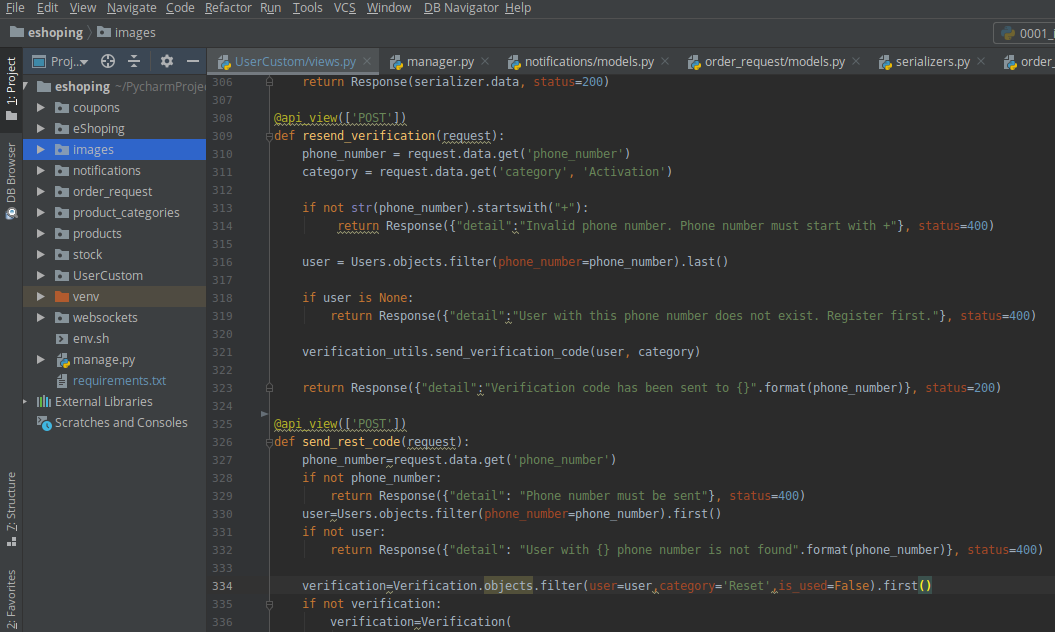 File Edit View Navigate Code Refactor Run Tools VCS Window DB Navigator Help
eshoping images
0001_
1: Project
Proj...
UserCustom/views.py manager.py notifications/models.py order_request/models.py serializers.py order_
eshoping ~/PycharmProje
coupons
eShoping
images
notifications
order_request
product_categories
products
stock
UserCustom
venv
websockets
env.sh
manage.py
requirements.txt
External Libraries
Scratches and Consoles
DB Browser
7: Structure
2: Favorites
306 return Response(serializer.data, status=200)
307
308 @api_view(['POST'])
309 def resend_verification(request):
310 phone_number = request.data.get('phone_number')
311 category = request.data.get('category', 'Activation')
312
313 if not str(phone_number).startswith("+"):
314 return Response({"detail":"Invalid phone number. Phone number must start with +"}, status=400)
315
316 user = Users.objects.filter(phone_number=phone_number).last()
317
318 if user is None:
319 return Response({"detail":"User with this phone number does not exist. Register first."}, status=400)
320
321 verification_utils.send_verification_code(user, category)
322
323 return Response({"detail":"Verification code has been sent to {}".format(phone_number)}, status=200)
324
325 @api_view(['POST'])
326 def send_rest_code(request):
327 phone_number=request.data.get('phone_number')
328 if not phone_number:
329 return Response({"detail": "Phone number must be sent"}, status=400)
330 user=Users.objects.filter(phone_number=phone_number).first()
331 if not user:
332 return Response({"detail": "User with {} phone number is not found".format(phone_number)}, status=400)
333
334 verification=Verification.objects.filter(user=user,category='Reset',is_used=False).first()
335 if not verification:
336 verification=Verification(